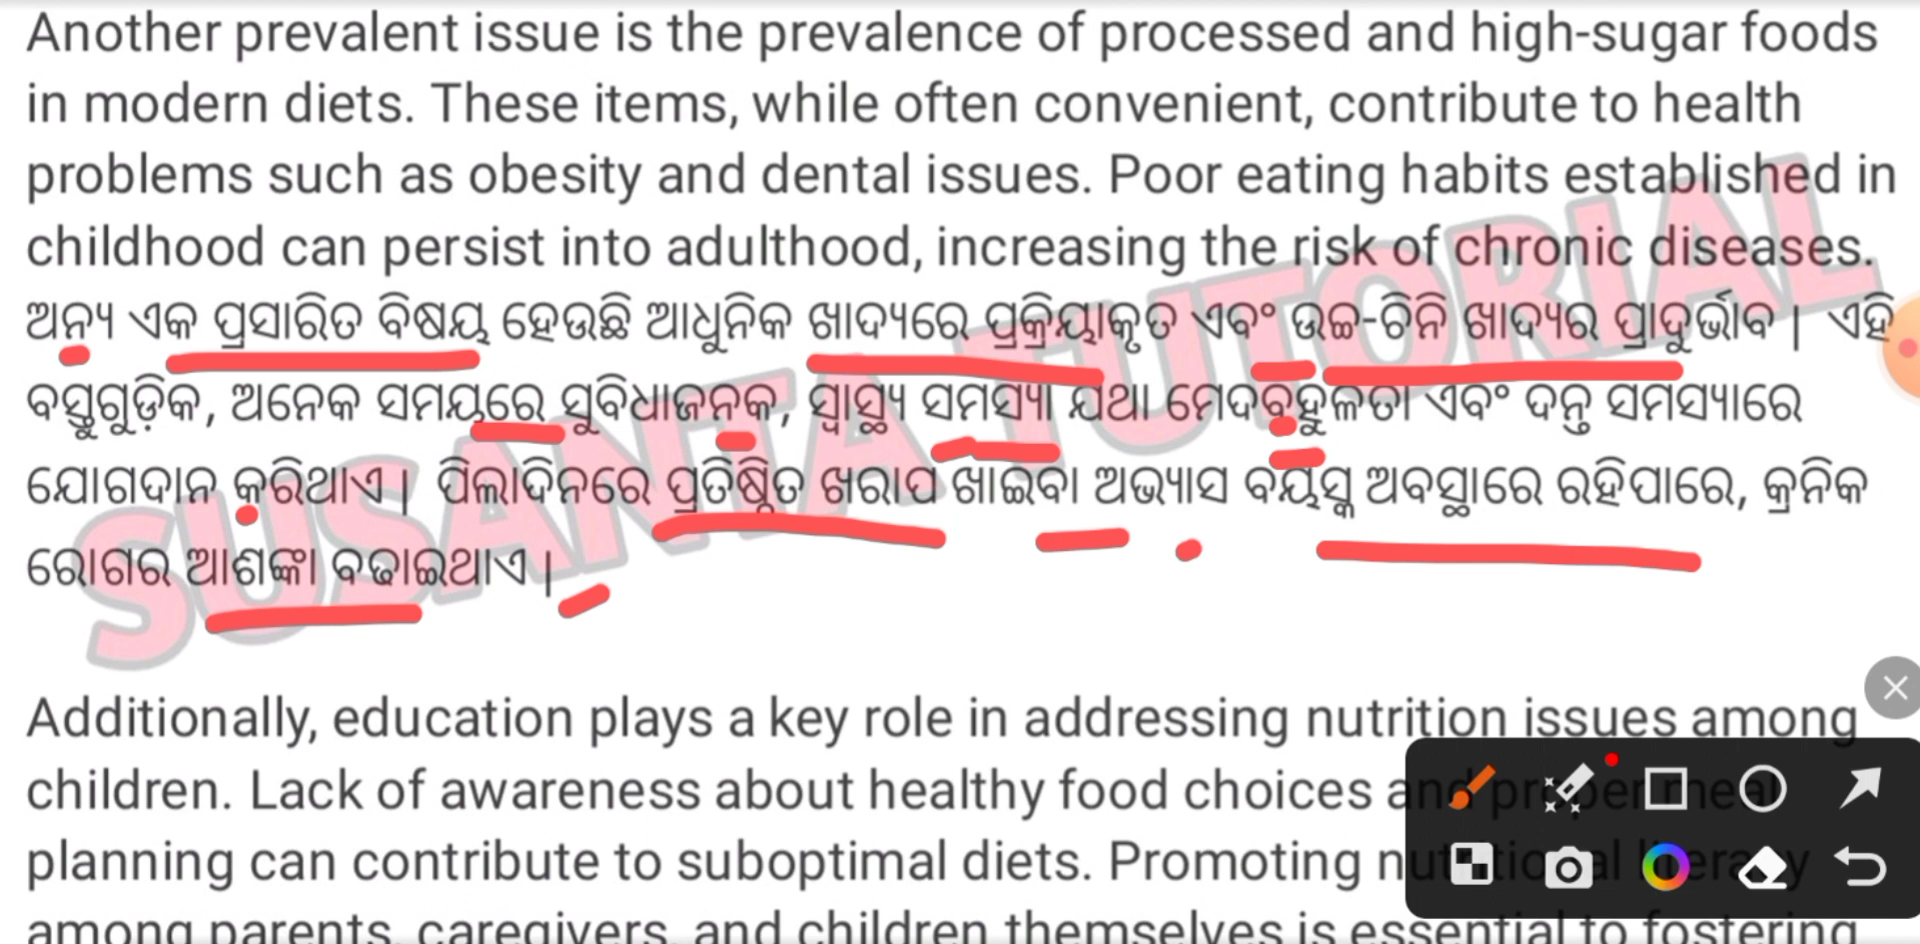 Another prevalent issue is the prevalence of processed and high-sugar foods
in modern diets. These items, while often convenient, contribute to health
problems such as obesity and dental issues. Poor eating habits established in
childhood can persist into adulthood, increasing the risk of chronic diseases.
ଅନ୍ୟ ଏକ ପ୍ରସାରିତ ବିଷୟ ହେଉଛି ଆଧୁନିକ ଖାଦ୍ୟରେ ପ୍ରକ୍ରିୟାକୃତ ଏବଂ ଉଚ୍ଚ-ଚିନି ଖାଦ୍ୟର ପ୍ରାଦୁର୍ଭାବ | ଏହି
ବସ୍ତୁଗୁଡ଼ିକ, ଅନେକ ସମୟରେ ସୁବିଧାଜନକ, ସ୍ୱାସ୍ଥ୍ୟ ସମସ୍ୟା ଯଥା ମେଦବହୁଳତା ଏବଂ ଦନ୍ତ ସମସ୍ୟାରେ
ଯୋଗଦାନ କରିଥାଏ | ପିଲାଦିନରେ ପ୍ରତିଷ୍ଠିତ ଖରାପ ଖାଇବା ଅଭ୍ୟାସ ବୟସ୍କ ଅବସ୍ଥାରେ ରହିପାରେ, କ୍ରନିକ
ରୋଗର ଆଶଙ୍କା ବଢାଇଥାଏ |
SUSANTA TUTORIAL
Additionally, education plays a key role in addressing nutrition issues among
children. Lack of awareness about healthy food choices and proper meal
planning can contribute to suboptimal diets. Promoting nutritional literacy
among parents, caregivers, and children themselves is essential to fostering